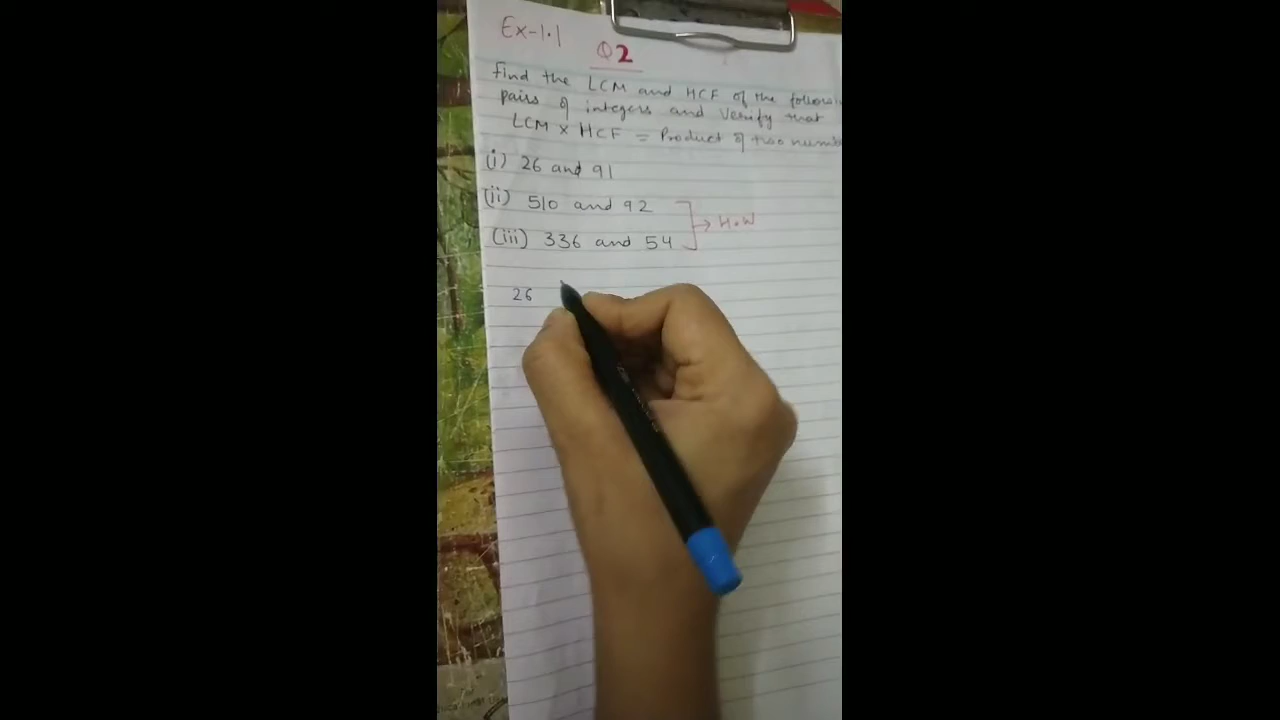 Ex-1.1
Q2
Find the LCM and HCF of the
pairs of integers and Verify that
LCM × HCF = Product of two
(i) 26 and 91
(ii) 510 and 92
→ H.W
(iii) 336 and 54
26